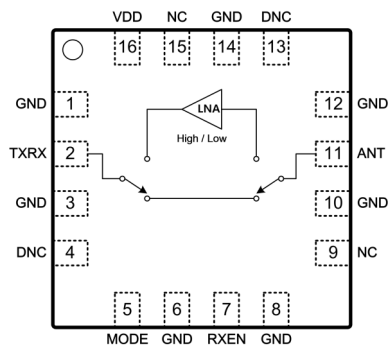 VDD NC GND DNC
16 15 14 13
GND 1 LNA 12 GND
High / Low
TXRX 2 11 ANT
GND 3 10 GND
DNC 4 9 NC
5 6 7 8
MODE GND RXEN GND